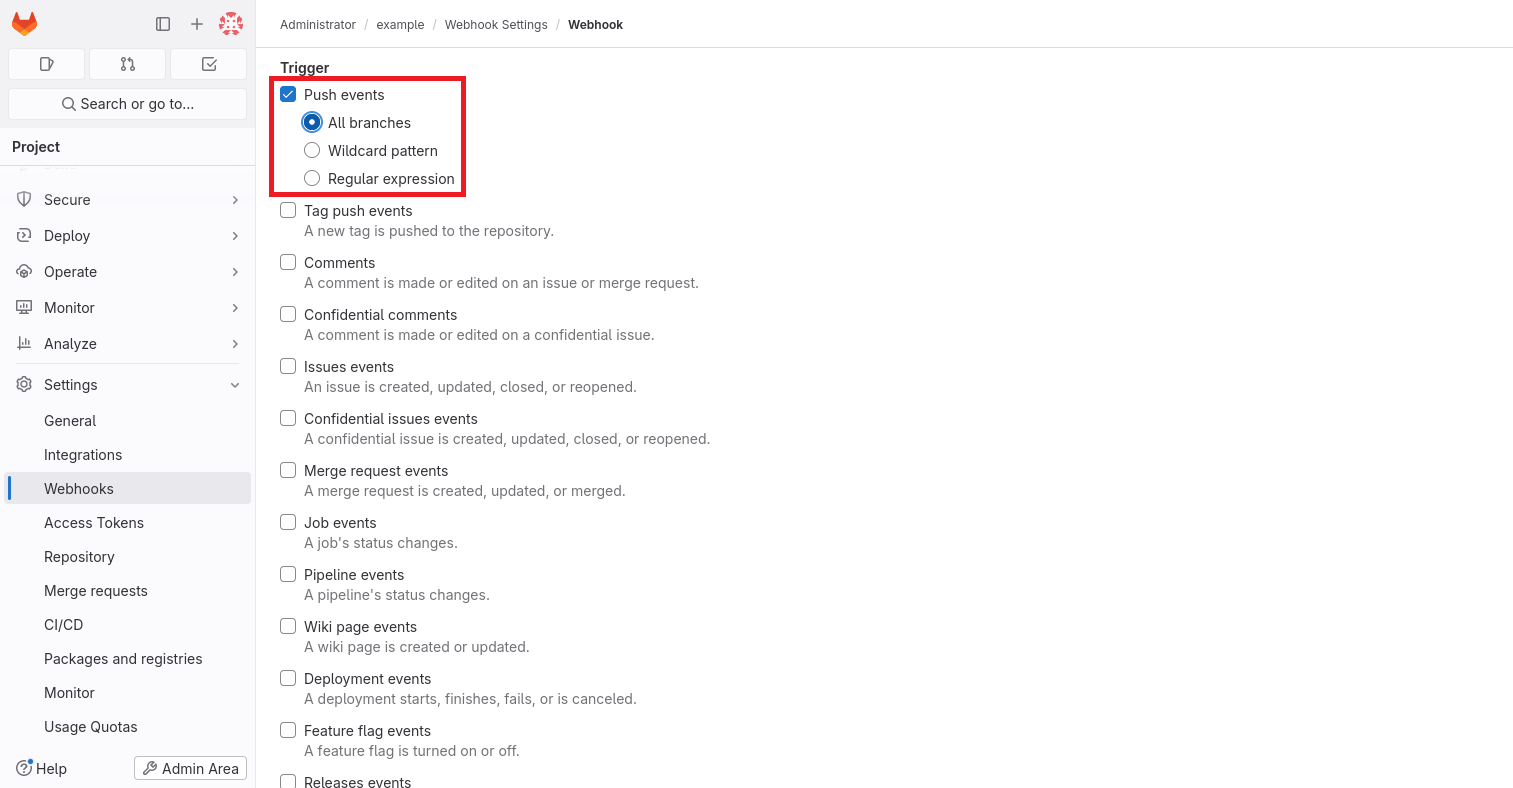 Administrator / example / Webhook Settings / Webhook
Search or go to...
Project
Secure
Deploy
Operate
Monitor
Analyze
Settings
General
Integrations
Webhooks
Access Tokens
Repository
Merge requests
CI/CD
Packages and registries
Monitor
Usage Quotas
Help
Admin Area
Trigger
Push events
All branches
Wildcard pattern
Regular expression
Tag push events
A new tag is pushed to the repository.
Comments
A comment is made or edited on an issue or merge request.
Confidential comments
A comment is made or edited on a confidential issue.
Issues events
An issue is created, updated, closed, or reopened.
Confidential issues events
A confidential issue is created, updated, closed, or reopened.
Merge request events
A merge request is created, updated, or merged.
Job events
A job's status changes.
Pipeline events
A pipeline's status changes.
Wiki page events
A wiki page is created or updated.
Deployment events
A deployment starts, finishes, fails, or is canceled.
Feature flag events
A feature flag is turned on or off.
Releases events